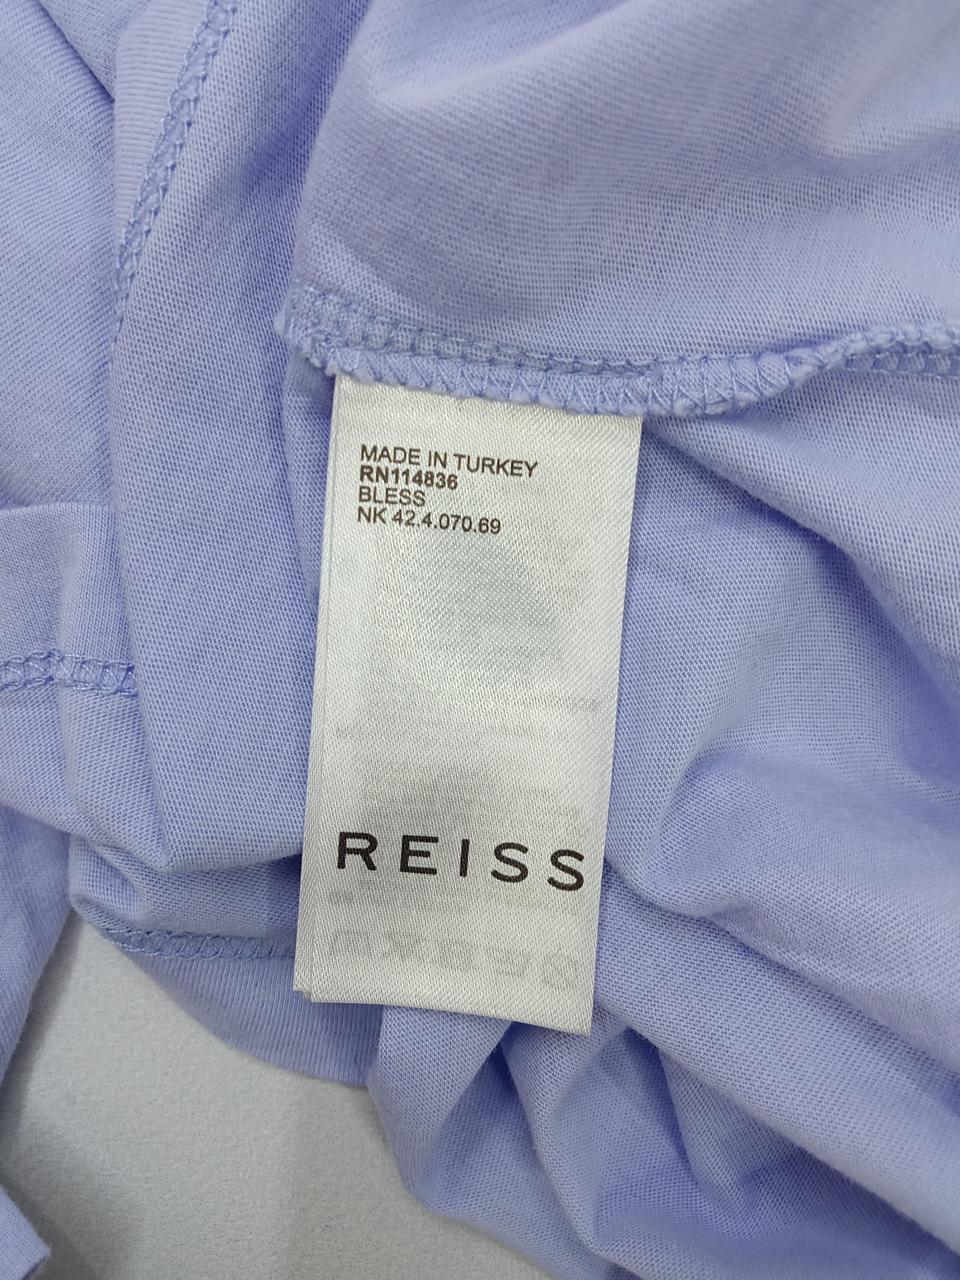 MADE IN TURKEY
RN114836
BLESS
NK 42.4.070.69
REISS